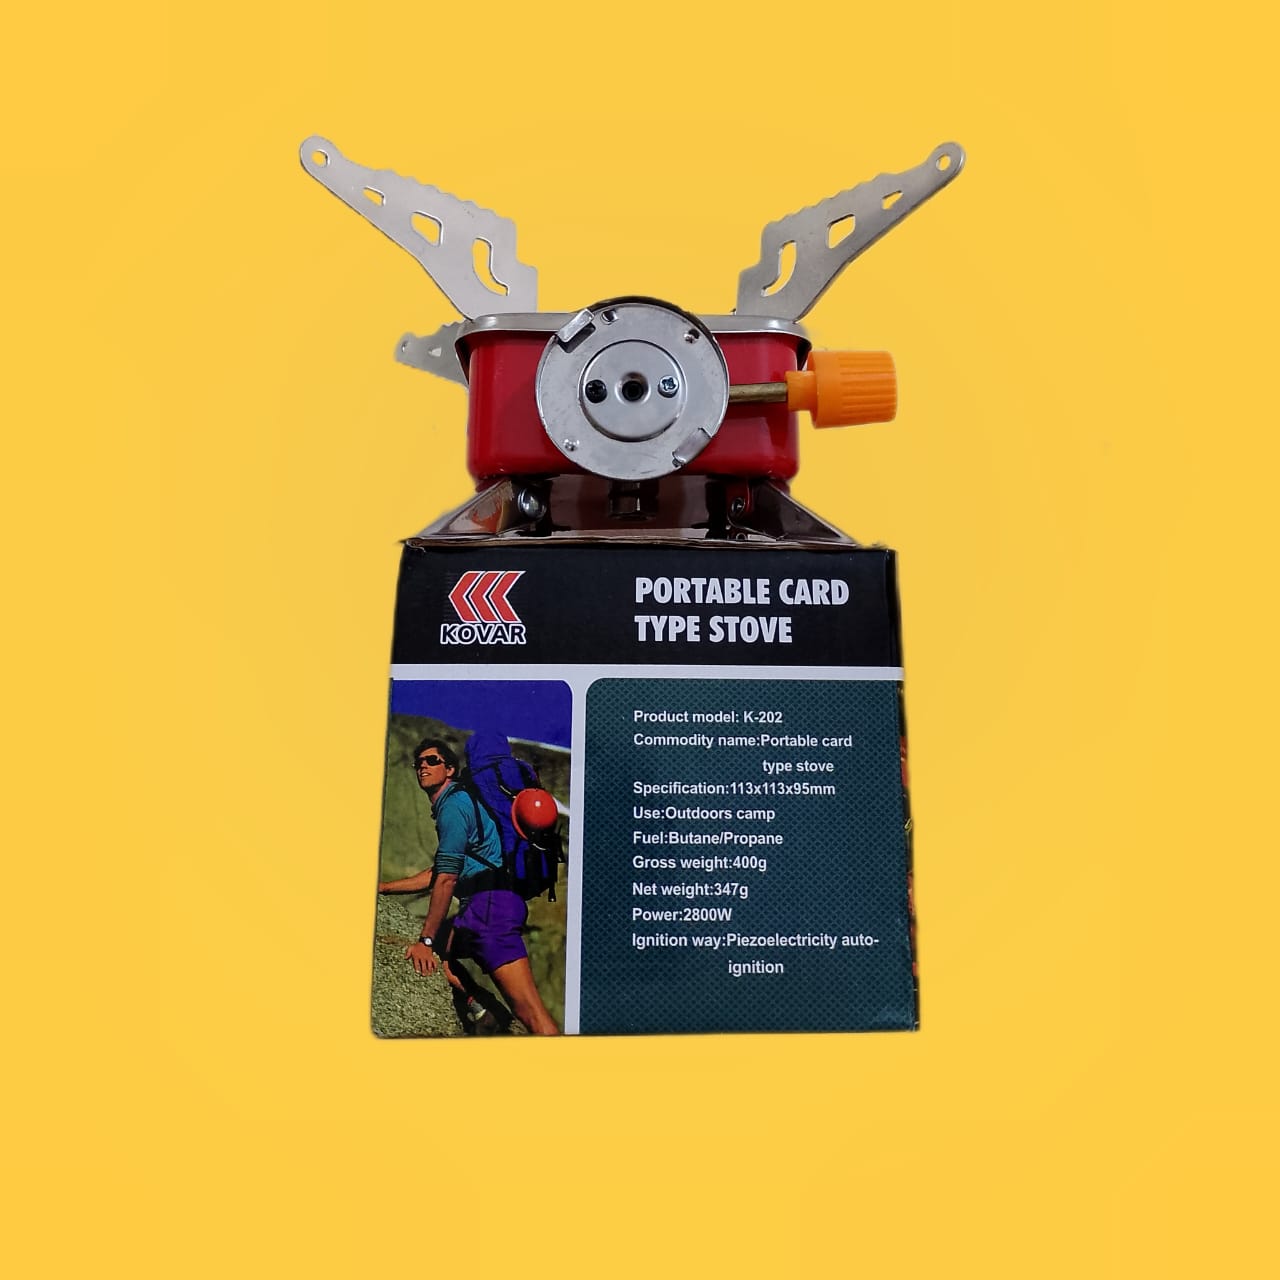 KOVAR
PORTABLE CARD
TYPE STOVE
Product model: K-202
Commodity name:Portable card
type stove
Specification:113x113x95mm
Use:Outdoors camp
Fuel:Butane/Propane
Gross weight:400g
Net weight:347g
Power:2800W
Ignition way:Piezoelectricity auto-
ignition